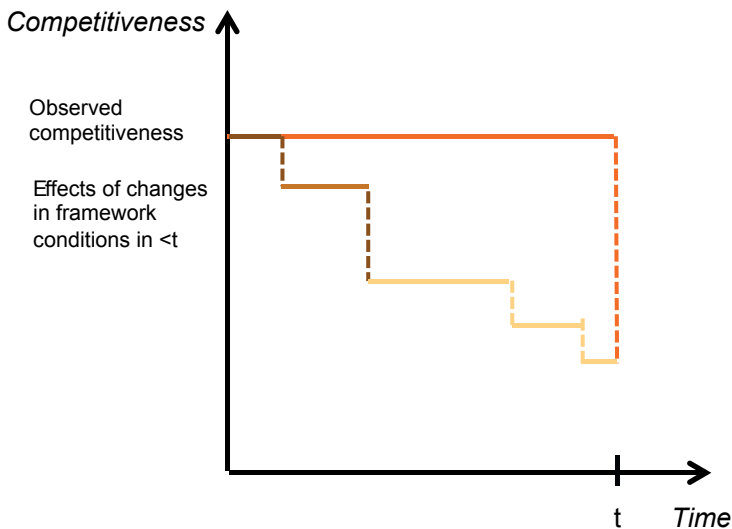 Competitiveness
Observed
competitiveness
Effects of changes
in framework
conditions in <t
t
Time